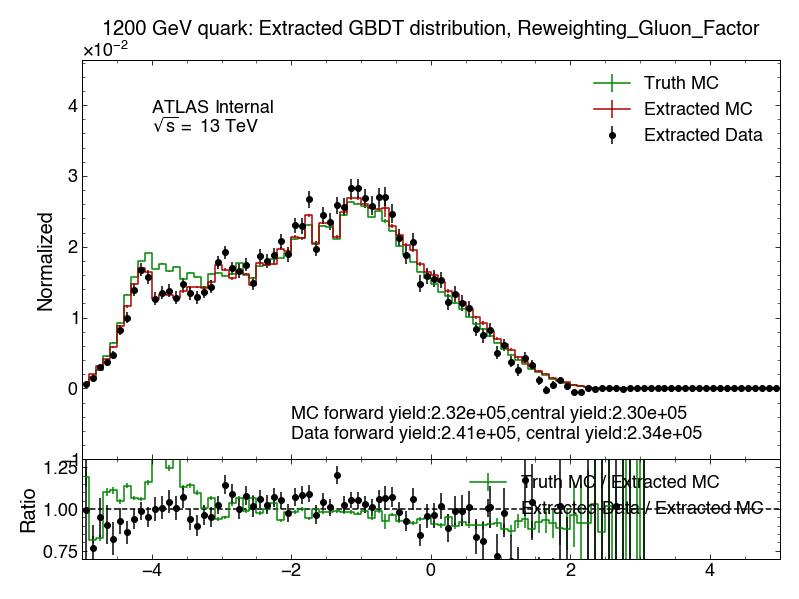 1200 GeV quark: Extracted GBDT distribution, Reweighting_Gluon_Factor
×10⁻²
ATLAS Internal
√s = 13 TeV
Truth MC
Extracted MC
Extracted Data
Normalized
4
3
2
1
0
MC forward yield:2.32e+05,central yield:2.30e+05
Data forward yield:2.41e+05, central yield:2.34e+05
1
Ratio
1.25
1.00
0.75
Truth MC / Extracted MC
Extracted Data / Extracted MC
−4
−2
0
2
4